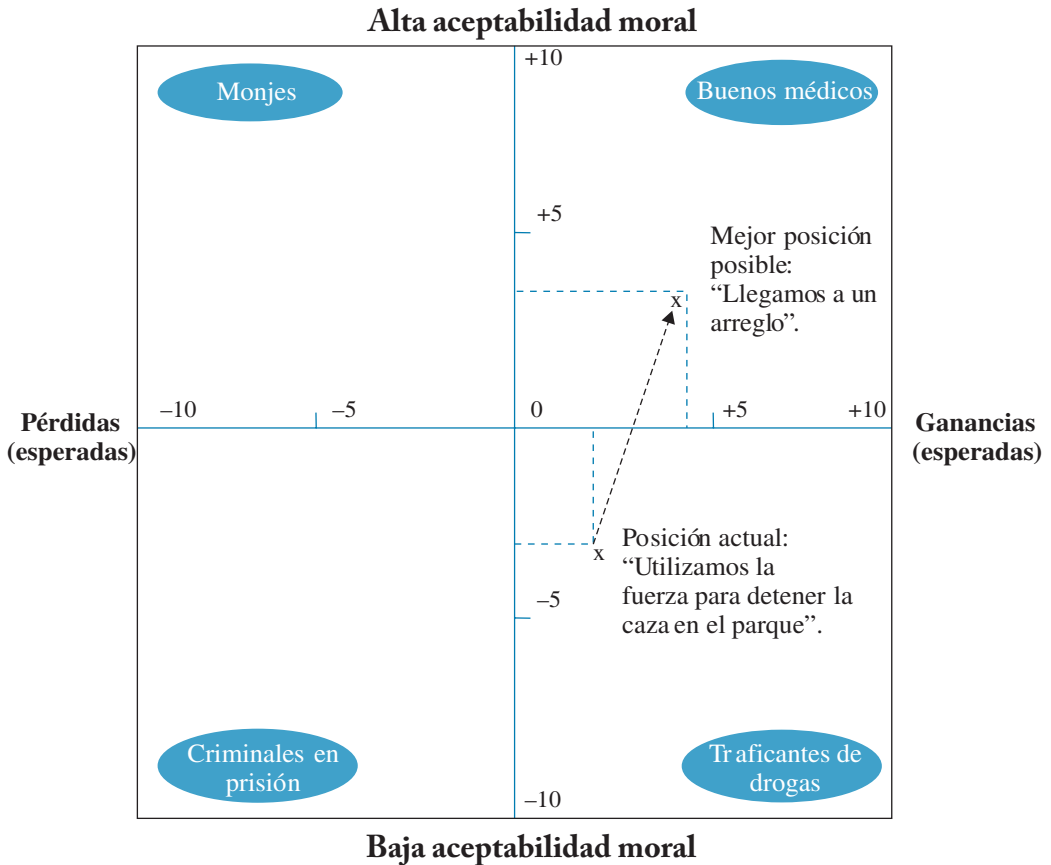 Alta aceptabilidad moral
+10
Monjes
Buenos médicos
+5
Mejor posición
posible:
“Llegamos a un
arreglo”.
x
Pérdidas
(esperadas)
–10
–5
0
+5
+10
Ganancias
(esperadas)
x
Posición actual:
“Utilizamos la
fuerza para detener la
caza en el parque”.
–5
Criminales en
prisión
Traficantes de
drogas
–10
Baja aceptabilidad moral